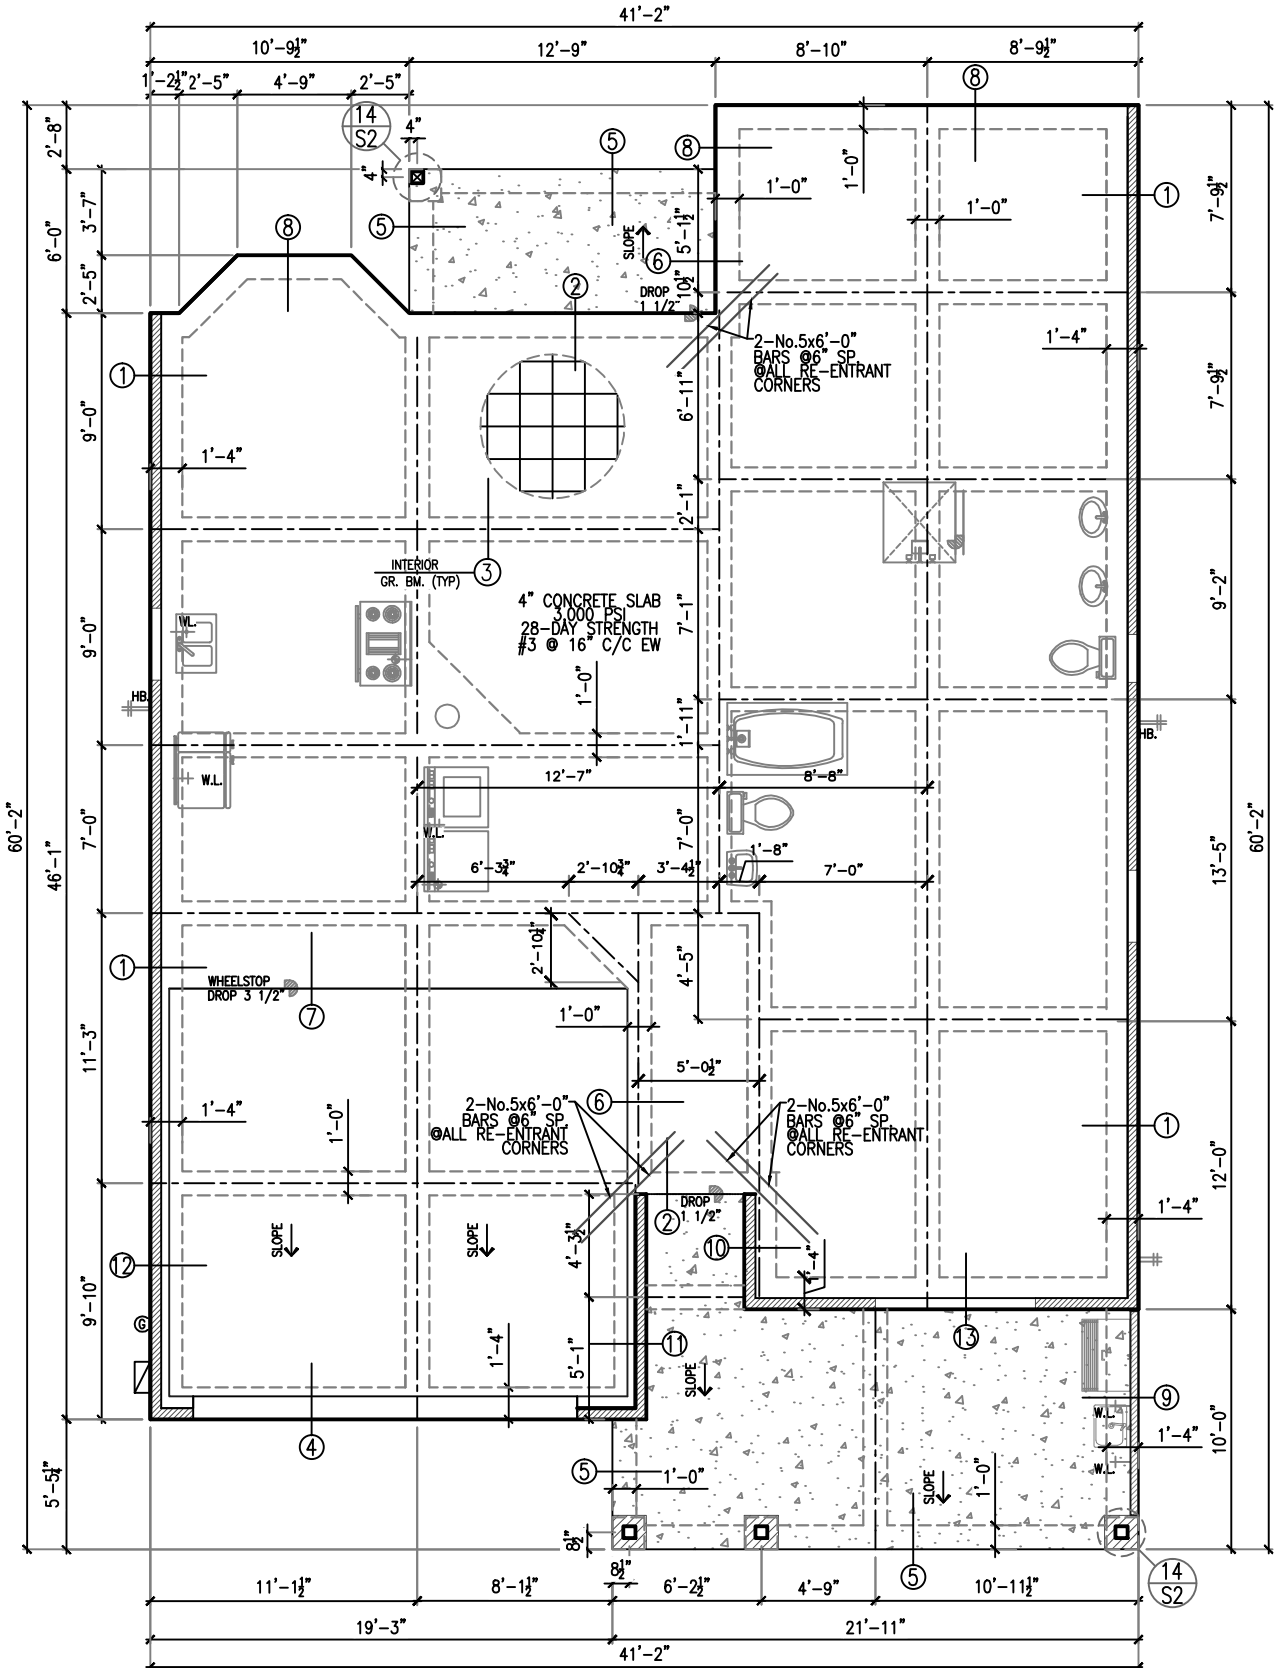 41'-2"
10'-9½" 12'-9" 8'-10" 8'-9½"
1'-2½" 2'-5" 4'-9" 2'-5"
14
S2
4"
4"
5
8
8
1'-0"
1'-0"
1'-0"
1
2'-8"
3'-7"
6'-0"
2'-5"
7'-9½"
8
5
SLOPE
5'-1½"
6
10½"
2
DROP
1 1/2"
2-No.5x6'-0"
BARS @6" SP.
@ALL RE-ENTRANT
CORNERS
1'-4"
1
9'-0"
6'-11"
7'-9½"
1'-4"
2'-1"
INTERIOR
GR. BM. (TYP)
3
4" CONCRETE SLAB
3,000 PSI
28-DAY STRENGTH
#3 @ 16" C/C EW
7'-1"
9'-2"
9'-0"
WL.
HB.
1'-0"
1'-11"
HB.
W.L.
12'-7" 8'-8"
60'-2"
46'-1"
7'-0"
W.L.
7'-0"
60'-2"
6'-3¾" 2'-10¾" 3'-4½" 1'-8" 7'-0"
13'-5"
2'-10½"
4'-5"
1
WHEELSTOP
DROP 3 1/2"
7
1'-0"
11'-3"
5'-0½"
1'-4"
1'-0"
2-No.5x6'-0"
BARS @6" SP.
@ALL RE-ENTRANT
CORNERS
6
2-No.5x6'-0"
BARS @6" SP.
@ALL RE-ENTRANT
CORNERS
1
12'-0"
1'-4"
DROP
1 1/2"
2
SLOPE
SLOPE
4'-3½"
10
1'-4"
12
9'-10"
G
1'-4"
5'-1"
11
13
SLOPE
9
W.L.
1'-4"
10'-0"
W.L.
4
5
1'-0"
SLOPE
1'-0"
5'-5¼"
8½"
8½"
5
14
S2
11'-1½" 8'-1½" 6'-2½" 4'-9" 10'-11½"
19'-3" 21'-11"
41'-2"